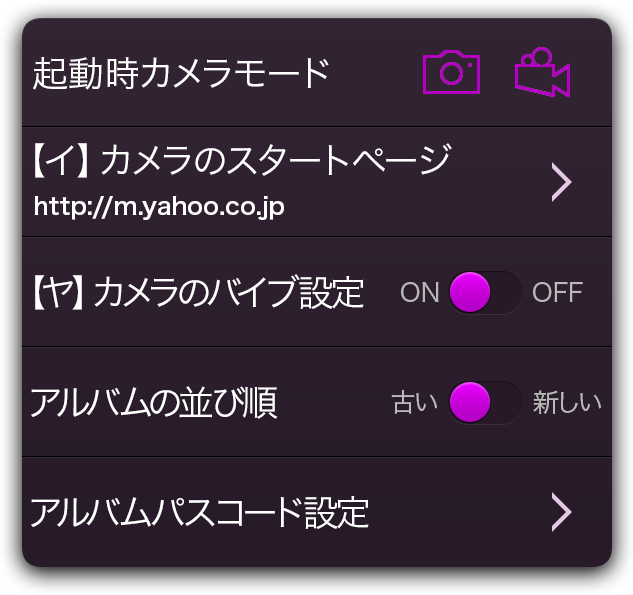 起動時カメラモード
【イ】カメラのスタートページ
http://m.yahoo.co.jp
【ヤ】カメラのバイブ設定 ON OFF
アルバムの並び順 古い 新しい
アルバムパスコード設定